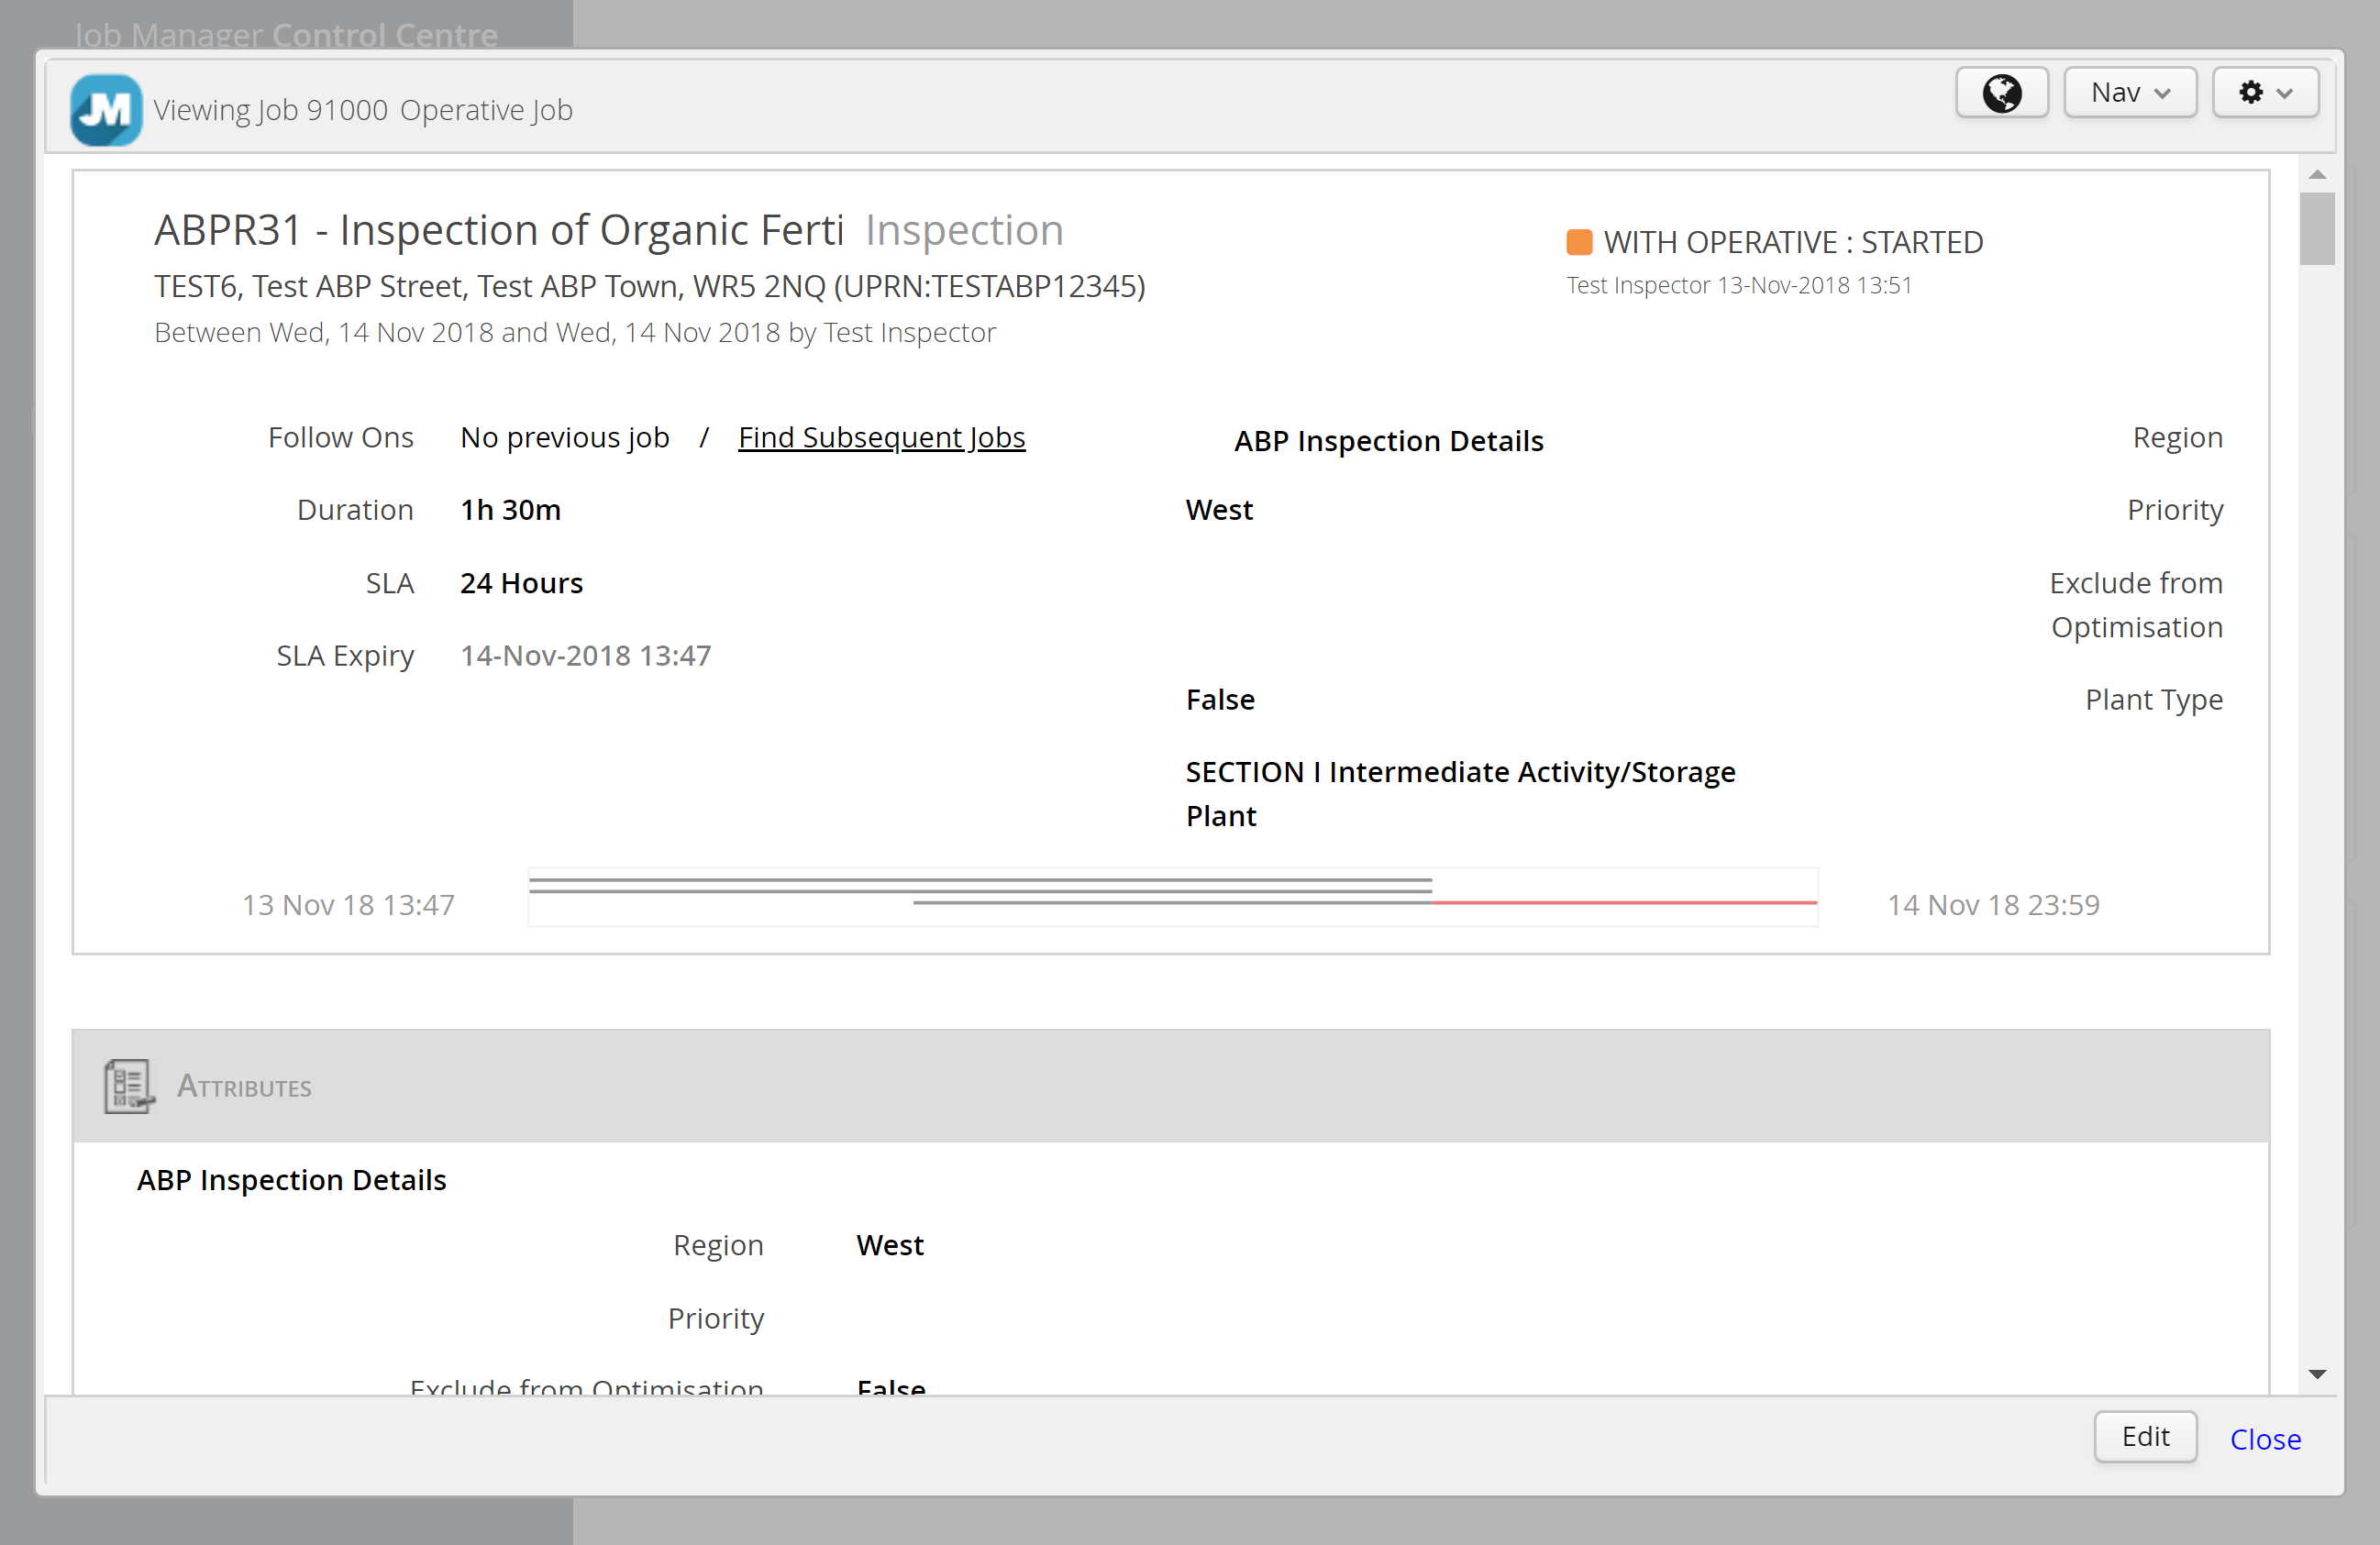 Job Manager Control Centre
JM
Viewing Job 91000 Operative Job
Nav
ABPR31 - Inspection of Organic Ferti Inspection
WITH OPERATIVE : STARTED
TEST6, Test ABP Street, Test ABP Town, WR5 2NQ (UPRN:TESTABP12345)
Test Inspector 13-Nov-2018 13:51
Between Wed, 14 Nov 2018 and Wed, 14 Nov 2018 by Test Inspector
Follow Ons No previous job / Find Subsequent Jobs
ABP Inspection Details
Region
Duration 1h 30m
West
Priority
SLA 24 Hours
Exclude from
Optimisation
SLA Expiry 14-Nov-2018 13:47
False
Plant Type
SECTION I Intermediate Activity/Storage
Plant
13 Nov 18 13:47
14 Nov 18 23:59
Attributes
ABP Inspection Details
Region West
Priority
Exclude from Optimisation False
Edit
Close